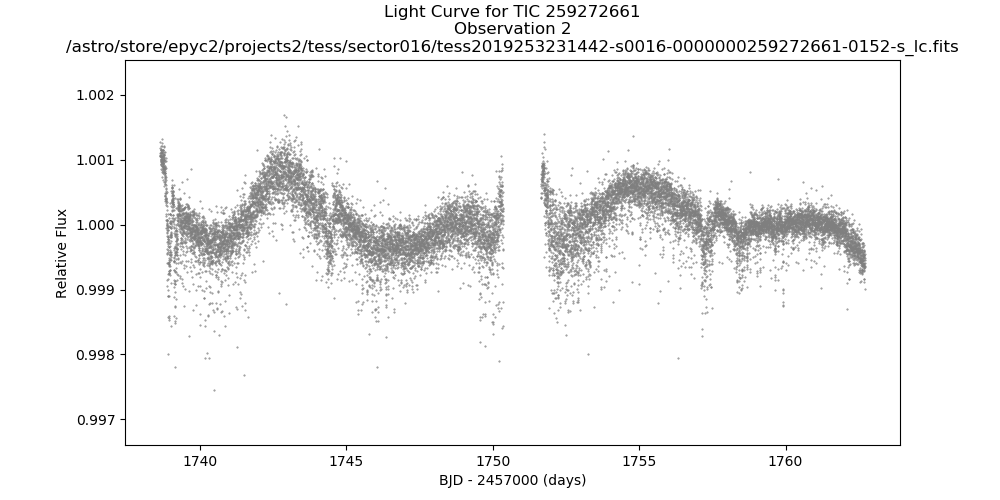 Light Curve for TIC 259272661
Observation 2
/astro/store/epyc2/projects2/tess/sector016/tess2019253231442-s0016-0000000259272661-0152-s_lc.fits
1.002
1.001
1.000
0.999
0.998
0.997
Relative Flux
1740
1745
1750
1755
1760
BJD - 2457000 (days)